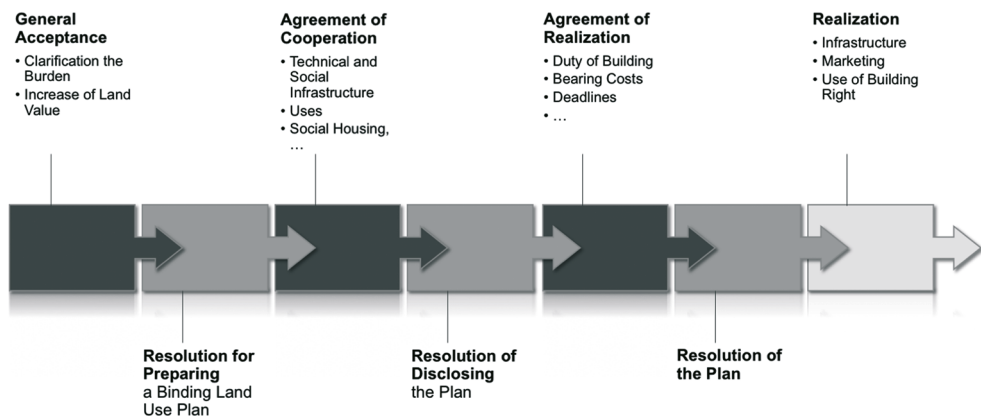 General
Acceptance
• Clarification the
Burden
• Increase of Land
Value
Agreement of
Cooperation
• Technical and
Social
Infrastructure
• Uses
• Social Housing,
...
Agreement of
Realization
• Duty of Building
• Bearing Costs
• Deadlines
• ...
Realization
• Infrastructure
• Marketing
• Use of Building
Right
Resolution for
Preparing
a Binding Land
Use Plan
Resolution of
Disclosing
the Plan
Resolution of
the Plan